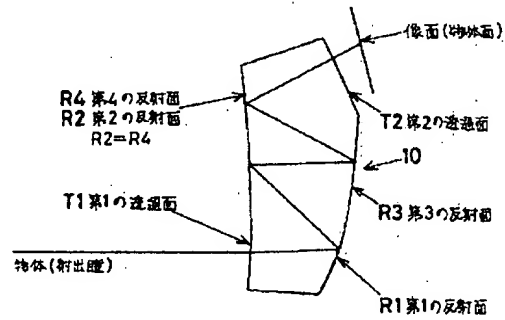 像面(物体面)
R4 第4の反射面
R2 第2の反射面
R2=R4
T2 第2の透過面
10
T1 第1の透過面
R3 第3の反射面
物体(射出瞳)
R1 第1の反射面